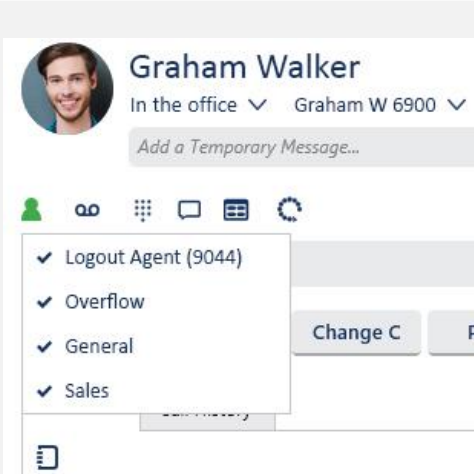 Graham Walker
In the office Graham W 6900
Add a Temporary Message...
Logout Agent (9044)
Overflow
General
Change C
Sales